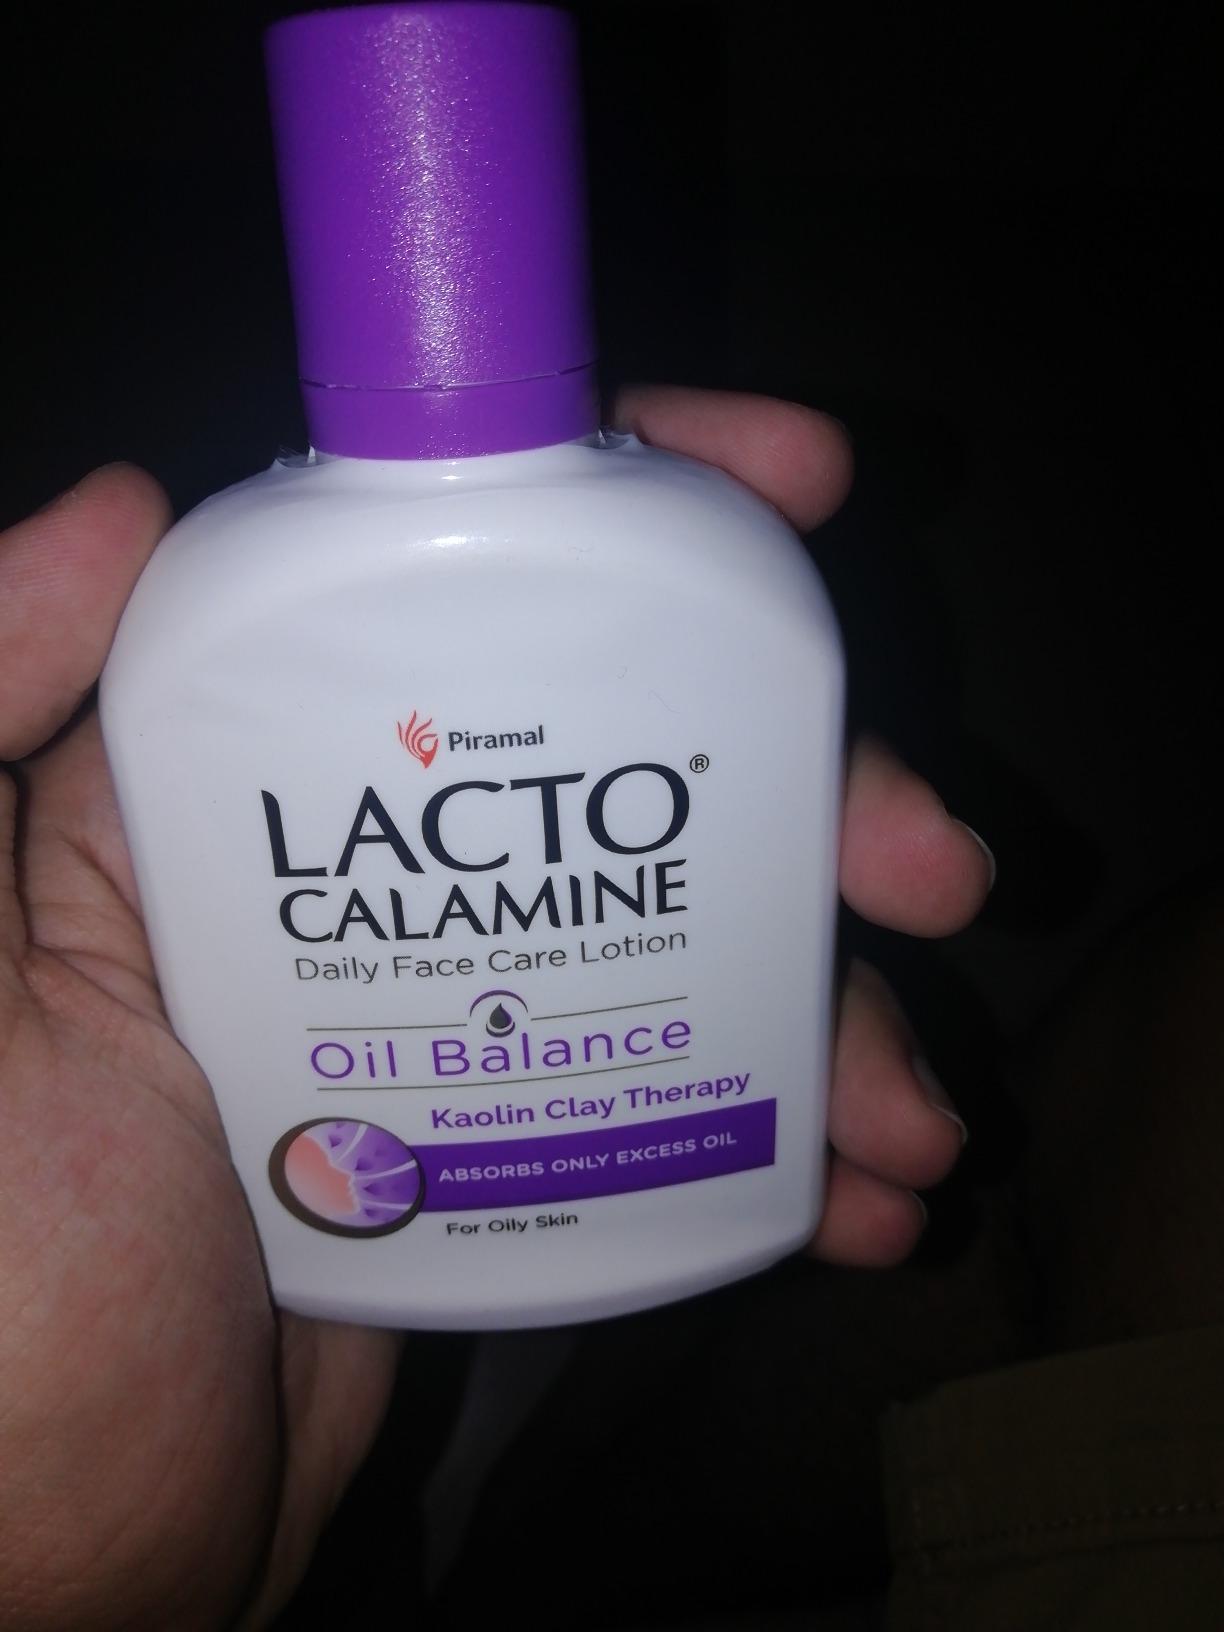 Piramal
LACTO®
CALAMINE
Daily Face Care Lotion
Oil Balance
Kaolin Clay Therapy
ABSORBS ONLY EXCESS OIL
For Oily Skin